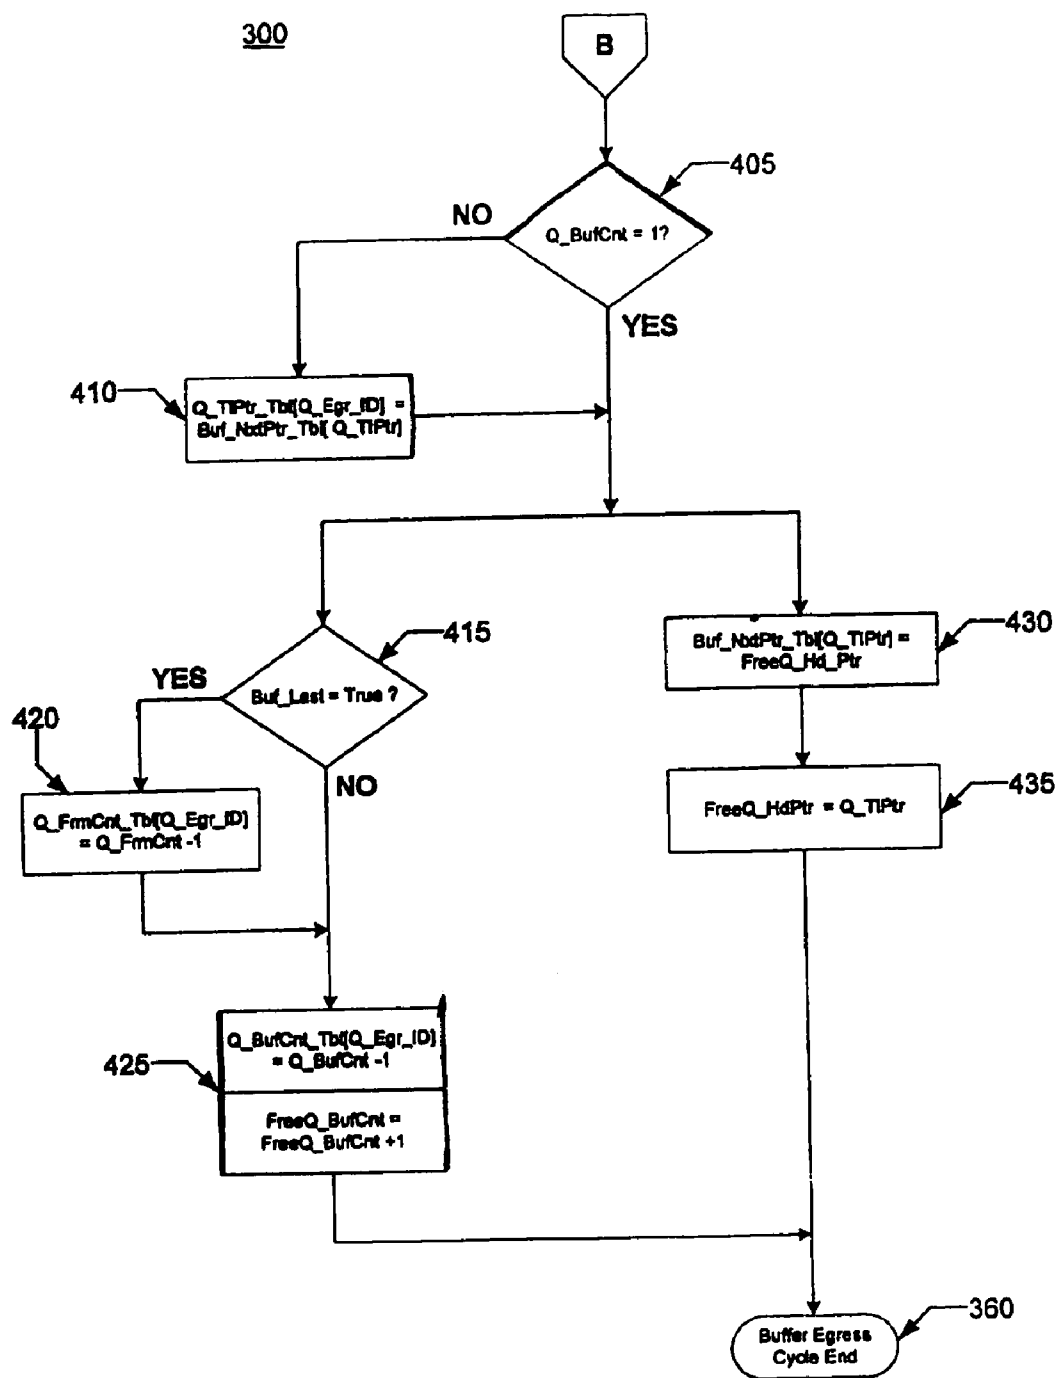 300
B
405
Q_BufCnt = 1?
NO
YES
410
Q_TlPtr_Tbl[Q_Egr_ID] =
Buf_NxtPtr_Tbl[ Q_TlPtr]
415
Buf_Last = True ?
YES
NO
420
Q_FrmCnt_Tbl[Q_Egr_ID]
= Q_FrmCnt -1
430
Buf_NxtPtr_Tbl[Q_TlPtr] =
FreeQ_Hd_Ptr
435
FreeQ_HdPtr = Q_TlPtr
425
Q_BufCnt_Tbl[Q_Egr_ID]
= Q_BufCnt -1
FreeQ_BufCnt =
FreeQ_BufCnt +1
360
Buffer Egress
Cycle End